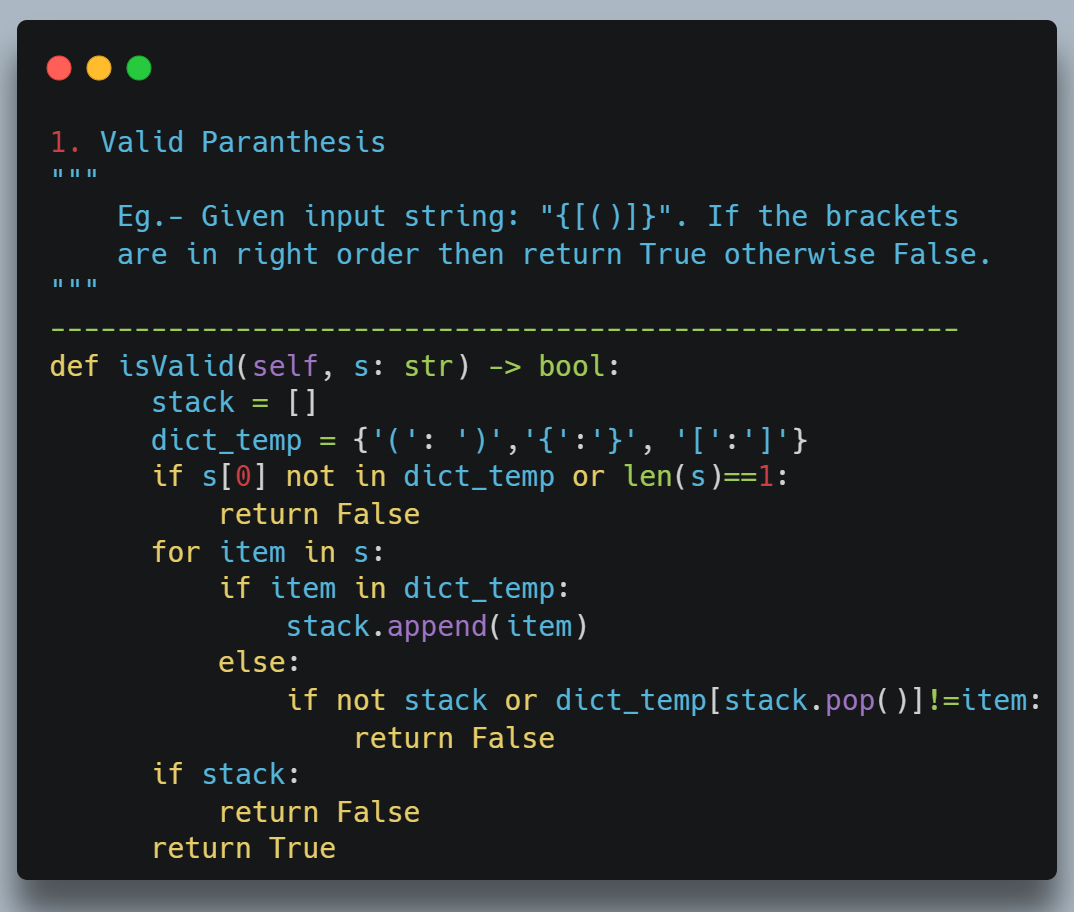 1. Valid Paranthesis
"""
    Eg.- Given input string: "{[()]}". If the brackets
    are in right order then return True otherwise False.
"""
------------------------------------------------------
def isValid(self, s: str) -> bool:
      stack = []
      dict_temp = {'(': ')','{':'}', '[':']'}
      if s[0] not in dict_temp or len(s)==1:
          return False
      for item in s:
          if item in dict_temp:
              stack.append(item)
          else:
              if not stack or dict_temp[stack.pop()]!=item:
                  return False
      if stack:
          return False
      return True